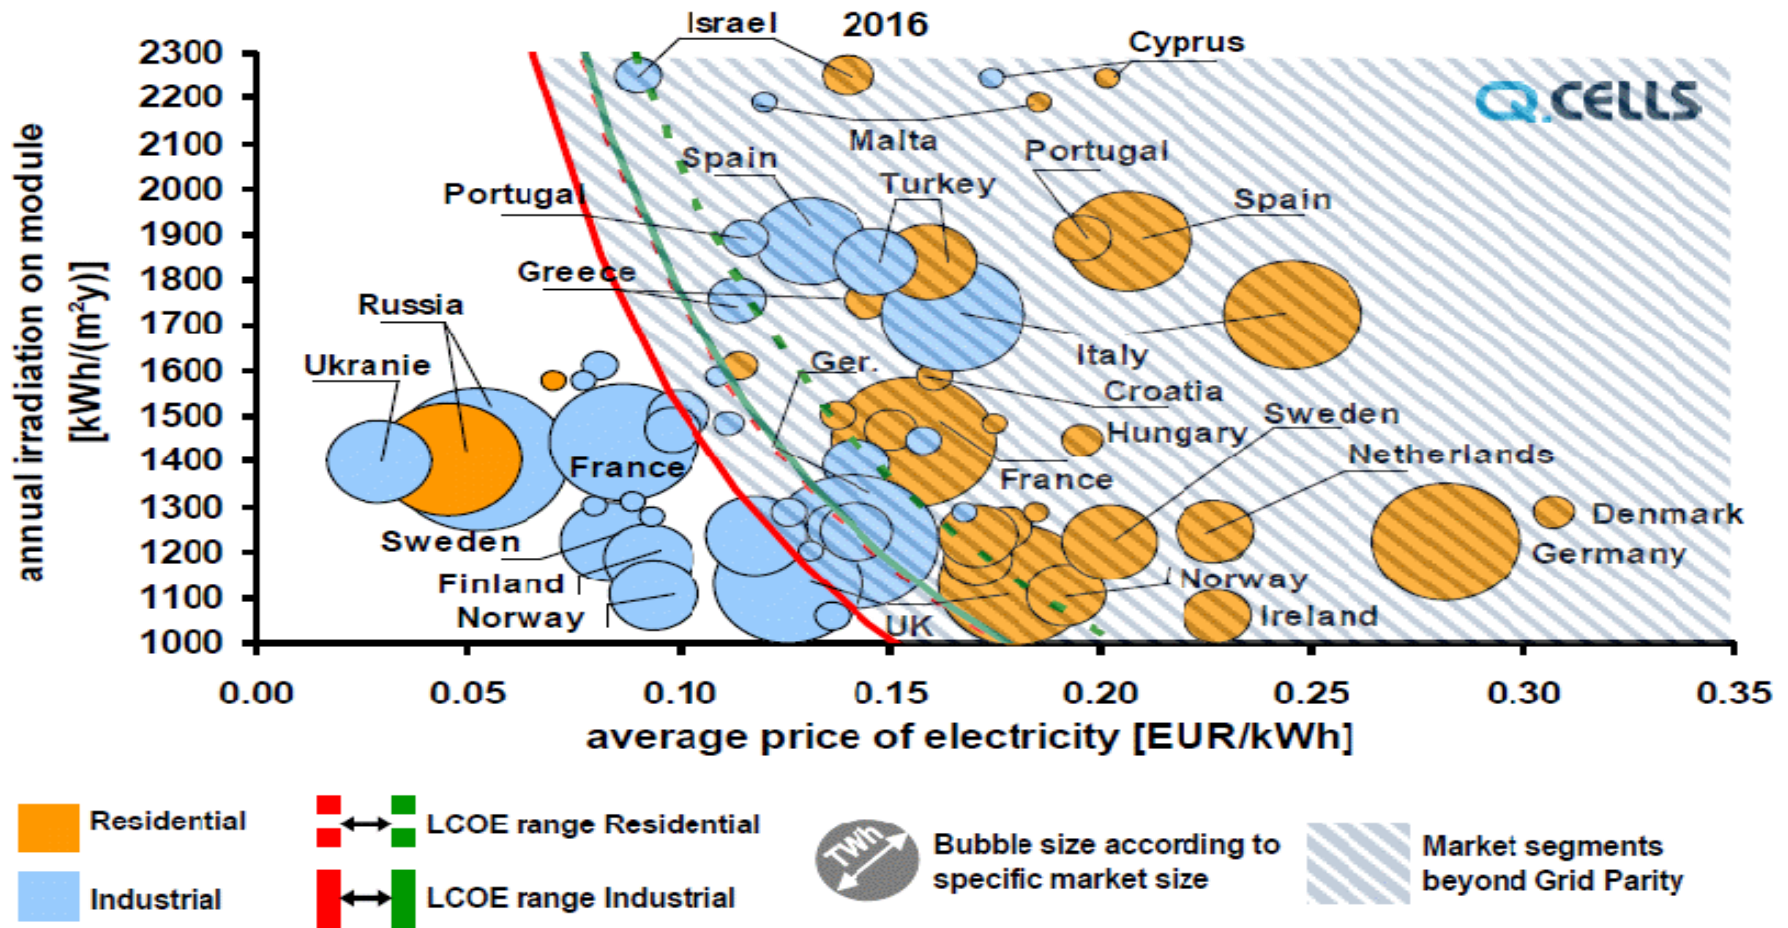 Israel
2016
Cyprus
2300
2200
2100
2000
1900
1800
1700
1600
1500
1400
1300
1200
1100
1000
annual irradiation on module
[kWh/(m²y)]
Q.CELLS
Malta
Portugal
Spain
Turkey
Portugal
Spain
Greece
Russia
Ukranie
Ger.
Italy
Croatia
Sweden
Hungary
Netherlands
France
France
Denmark
Germany
Sweden
Finland
Norway
Norway
Ireland
UK
0.00 0.05 0.10 0.15 0.20 0.25 0.30 0.35
average price of electricity [EUR/kWh]
Residential
Industrial
LCOE range Residential
LCOE range Industrial
TWh
Bubble size according to
specific market size
Market segments
beyond Grid Parity